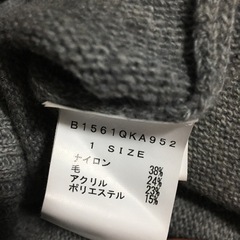 B1561QKA952
1 SIZE
ナイロン 38%
毛 24%
アクリル 23%
ポリエステル 15%